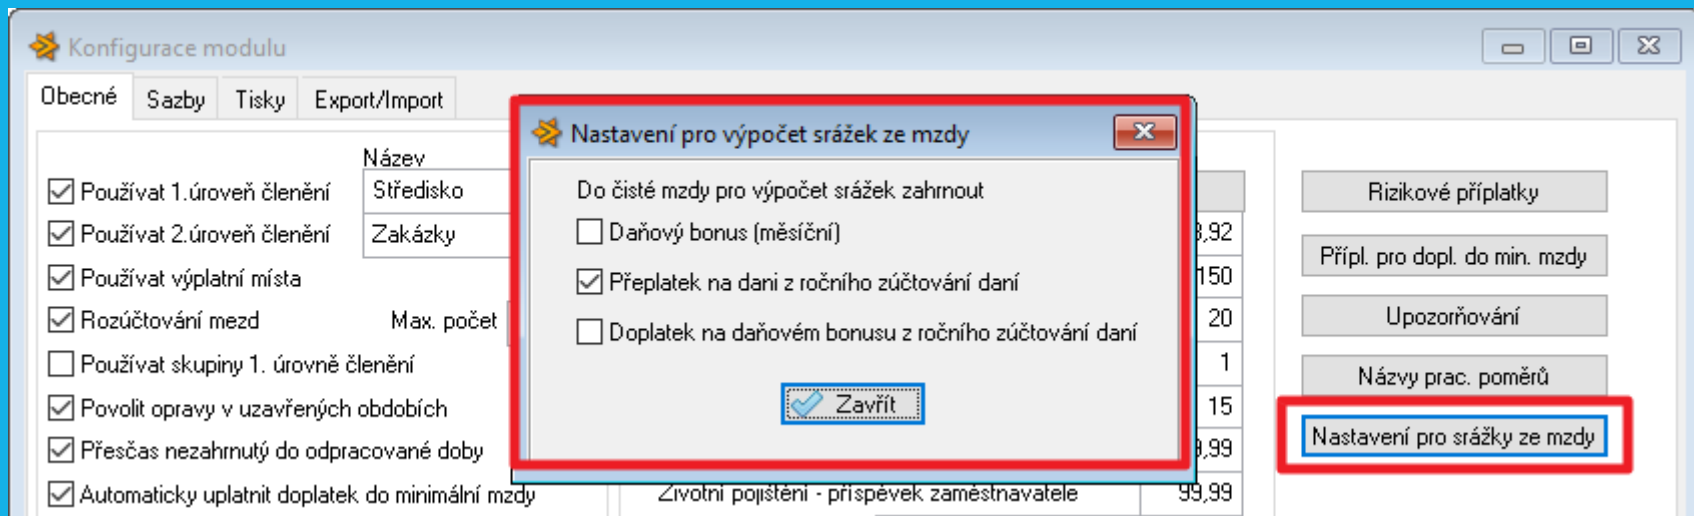 Konfigurace modulu
Obecné
Sazby
Tisky
Export/Import
Název
Používat 1.úroveň členění
Středisko
Používat 2.úroveň členění
Zakázky
Používat výplatní místa
Rozúčtování mezd
Max. počet
Používat skupiny 1. úrovně členění
Povolit opravy v uzavřených obdobích
Přesčas nezahrnutý do odpracované doby
Automaticky uplatnit doplatek do minimální mzdy
Nastavení pro výpočet srážek ze mzdy
Do čisté mzdy pro výpočet srážek zahrnout
Daňový bonus (měsíční)
Přeplatek na dani z ročního zúčtování daní
Doplatek na daňovém bonusu z ročního zúčtování daní
Zavřít
,92
150
20
1
15
,99
Životní pojištění - příspěvek zaměstnavatele
99,99
Rizikové příplatky
Přípl. pro dopl. do min. mzdy
Upozorňování
Názvy prac. poměrů
Nastavení pro srážky ze mzdy